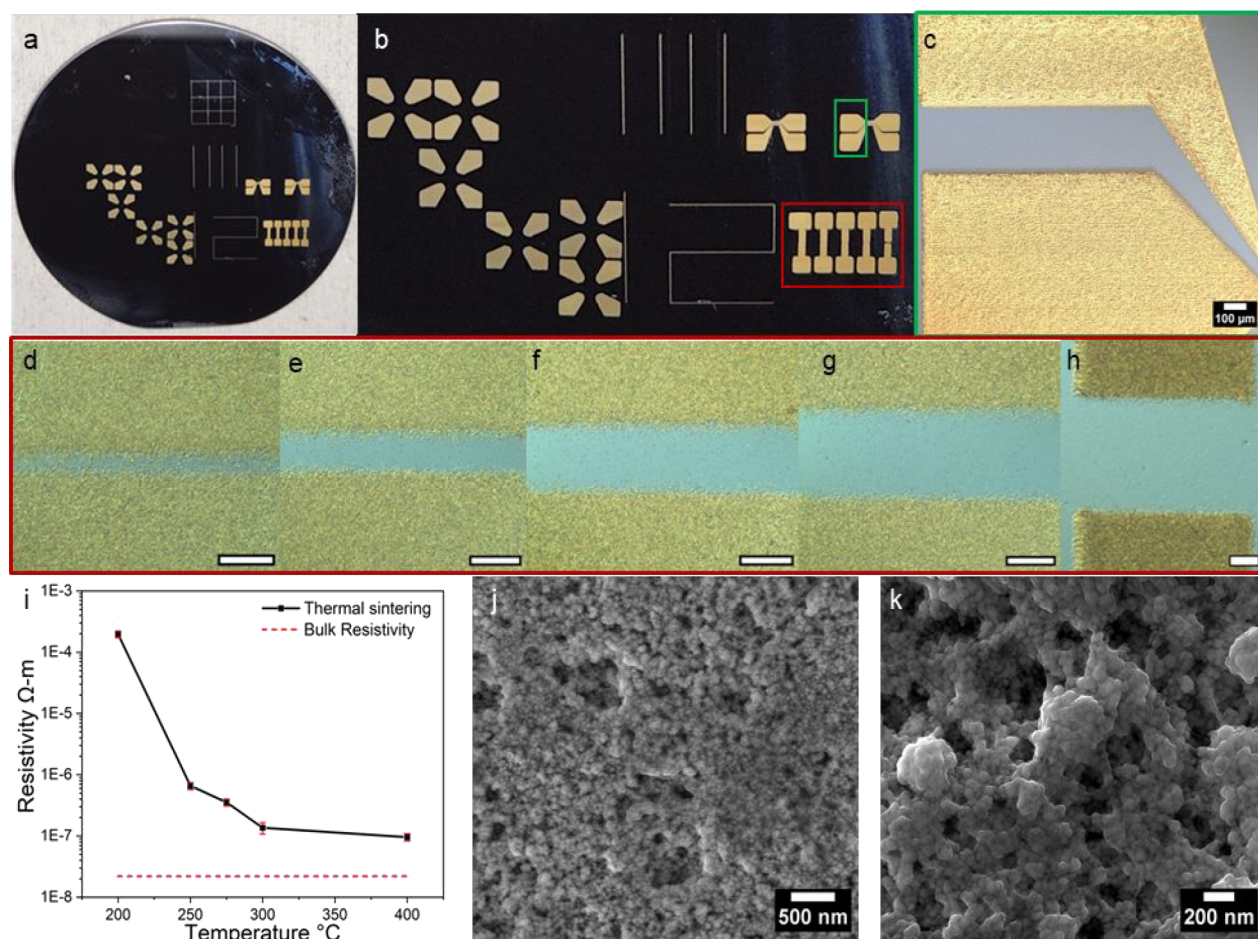 a
b
c
100 µm
d
e
f
g
h
i
1E-3
1E-4
1E-5
1E-6
1E-7
1E-8
Resistivity Ω-m
Thermal sintering
Bulk Resistivity
200
250
300
350
400
Temperature °C
j
500 nm
k
200 nm